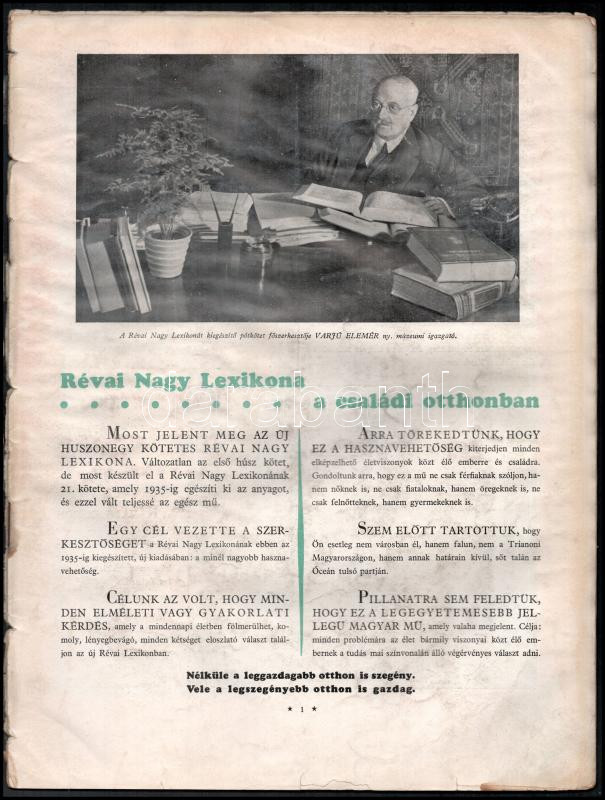 A Révai Nagy Lexikonát kiegészítő pótkötet főszerkesztője VARJÚ ELEMÉR ny. múzeumi igazgató.
Révai Nagy Lexikona
a családi otthonban
MOST JELENT MEG AZ ÚJ
HUSZONEGY KÖTETES RÉVAI NAGY
LEXIKONA. Változatlan az első húsz kötet,
de most készült el a Révai Nagy Lexikonának
21. kötete, amely 1935-ig egészíti ki az anyagot,
és ezzel vált teljessé az egész mű.
EGY CÉL VEZETTE A SZER-
KESZTŐSÉGET a Révai Nagy Lexikonának ebben az
1935-ig kiegészített, új kiadásában: a minél nagyobb haszna-
vehetőség.
CÉLUNK AZ VOLT, HOGY MIN-
DEN ELMÉLETI VAGY GYAKORLATI
KÉRDÉS, amely a mindennapi életben fölmerülhet, ko-
moly, lényegbevágó, minden kétséget eloszlató választ talál-
jon az új Révai Lexikonban.
ARRA TÖREKEDTÜNK, HOGY
EZ A HASZNAVEHETŐSÉG kiterjedjen minden
elképzelhető életviszonyok közt élő emberre és családra.
Gondoltunk arra, hogy ez a mű ne csak férfiaknak szóljon, ha-
nem nőknek is, ne csak fiataloknak, hanem öregeknek is, ne
csak felnőtteknek, hanem gyermekeknek is.
SZEM ELŐTT TARTOTTUK, hogy
Ön esetleg nem városban él, hanem falun, nem a Trianoni
Magyarországon, hanem annak határain kívül, sőt talán az
Óceán tulsó partján.
PILLANATRA SEM FELEDTÜK,
HOGY EZ A LEGEGYETEMESEBB JEL-
LEGŰ MAGYAR MŰ, amely valaha megjelent. Célja:
minden problémára az élet bármily viszonyai közt élő em-
bernek a tudás mai színvonalán álló végérvényes választ adni.
Nélküle a leggazdagabb otthon is szegény.
Vele a legszegényebb otthon is gazdag.
* 1 *
darabanth